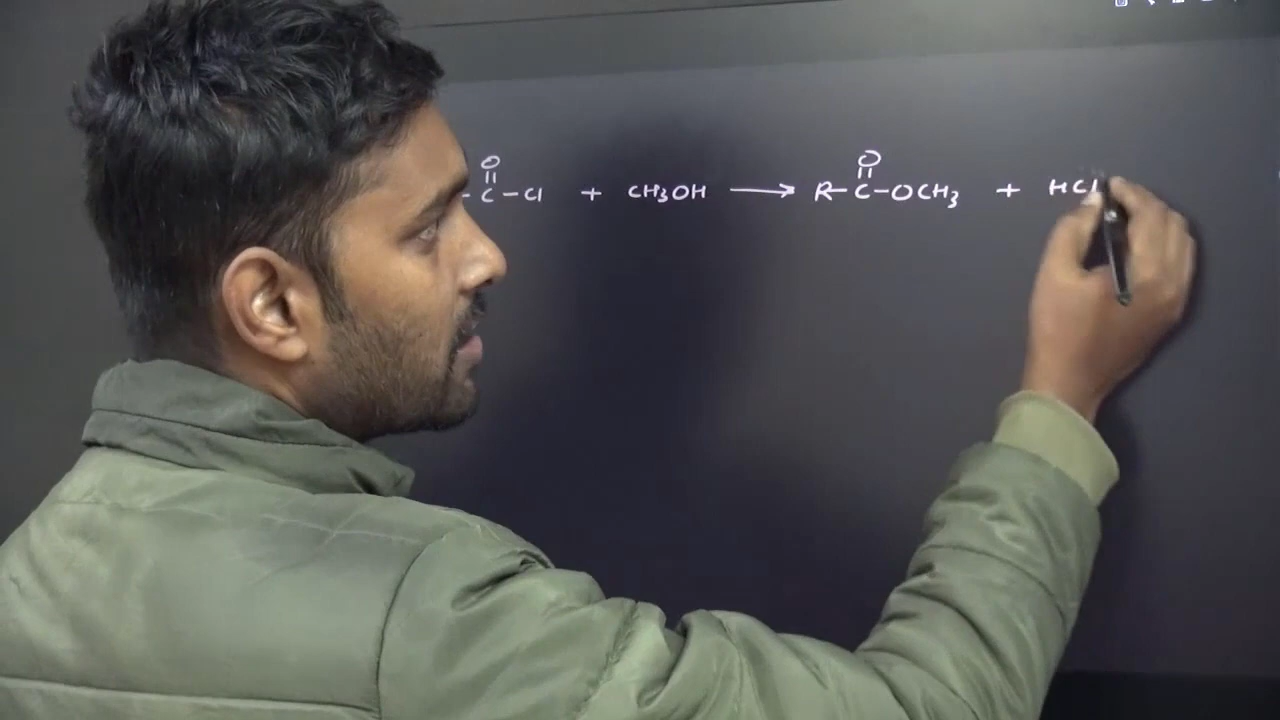 O O
-C-Cl + CH3OH ⟶ R-C-OCH3 + HCl